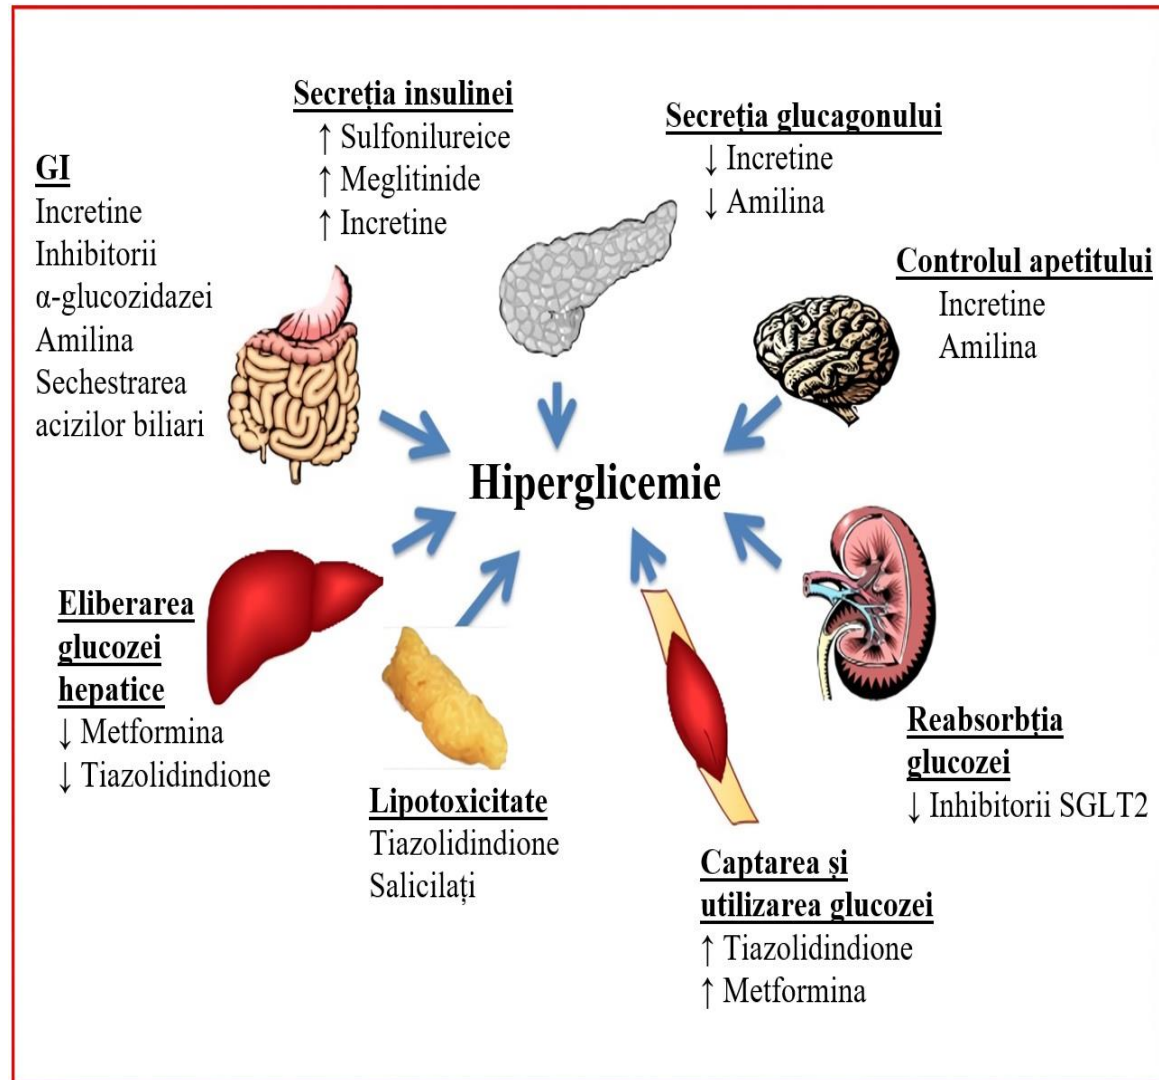 Secreția insulinei
↑ Sulfonilureice
↑ Meglitinide
↑ Incretine
Secreția glucagonului
↓ Incretine
↓ Amilina
GI
Incretine
Inhibitorii
α-glucozidazei
Amilina
Sechestrarea
acizilor biliari
Controlul apetitului
Incretine
Amilina
Hiperglicemie
Eliberarea
glucozei
hepatice
↓ Metformina
↓ Tiazolidindione
Lipotoxicitate
Tiazolidindione
Salicilați
Captarea și
utilizarea glucozei
↑ Tiazolidindione
↑ Metformina
Reabsorbția
glucozei
↓ Inhibitorii SGLT2